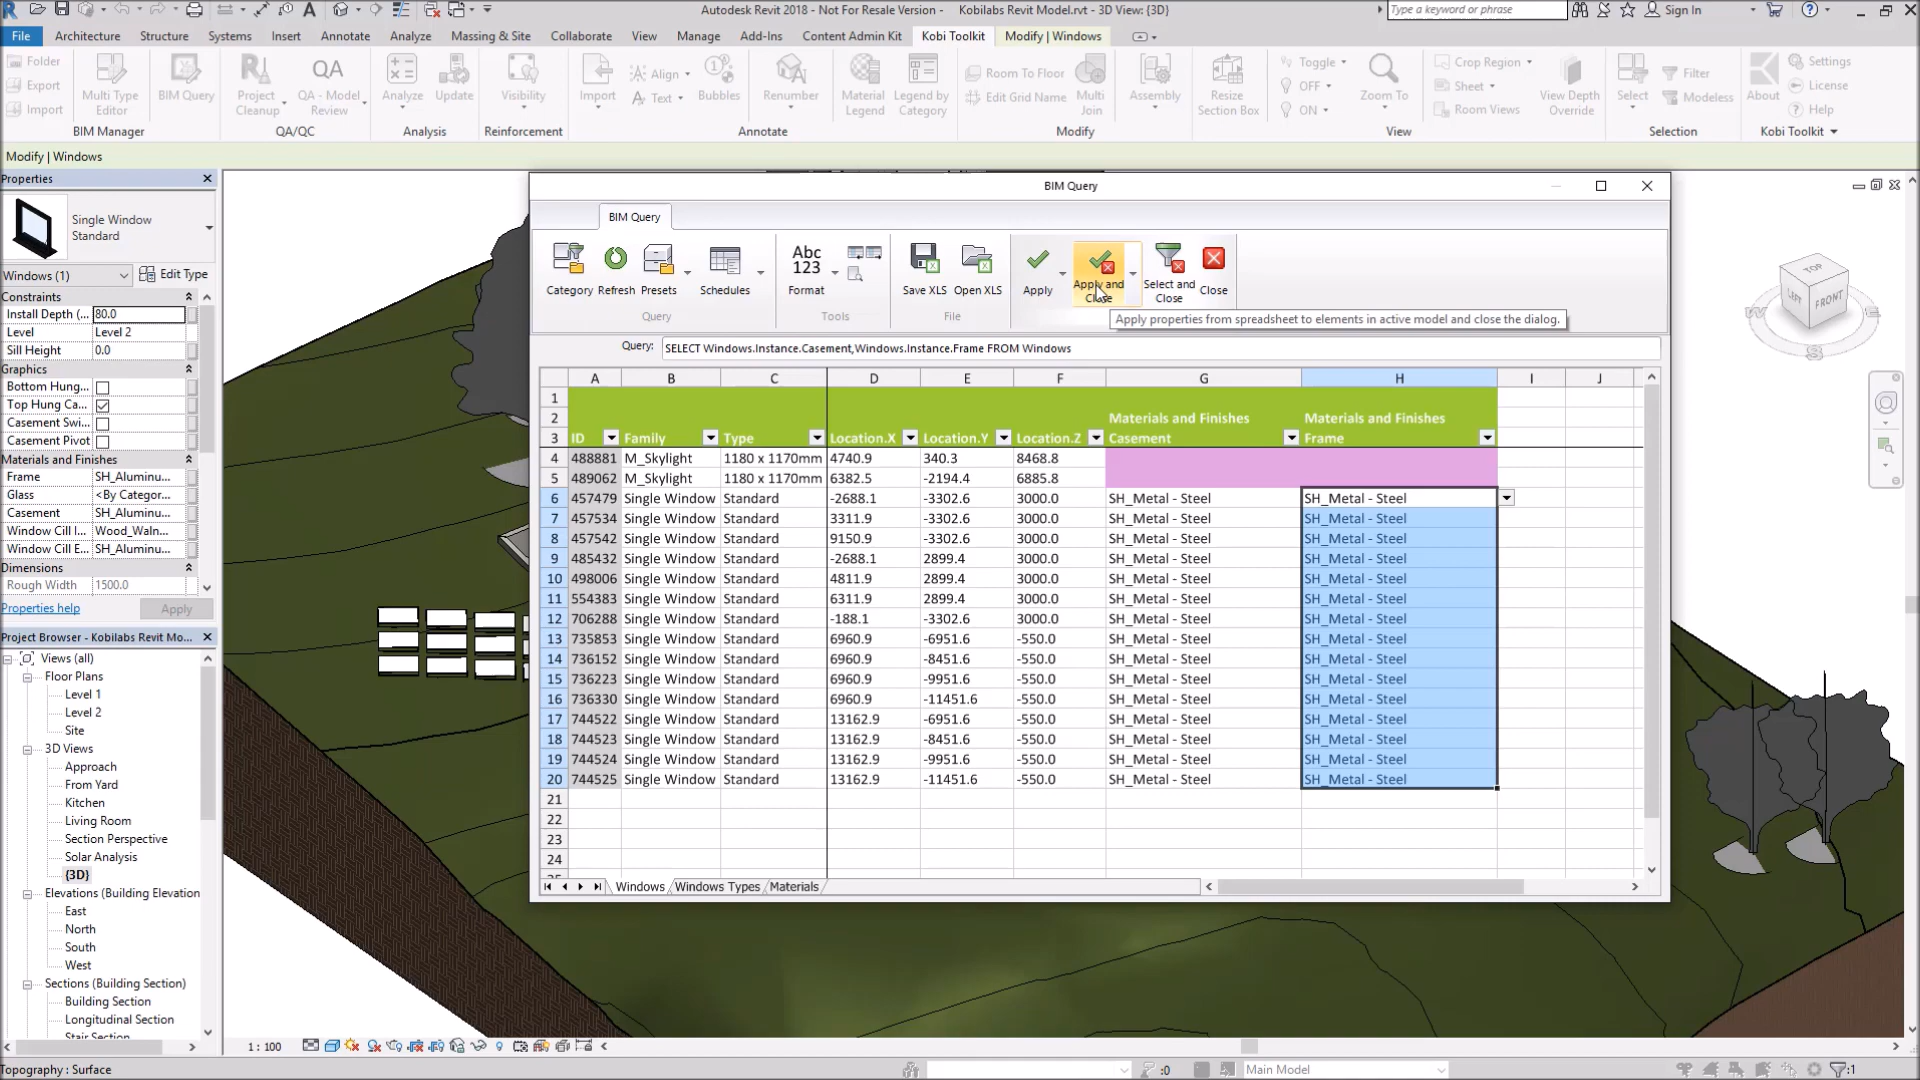 Autodesk Revit 2018 - Not For Resale Version -    Kobilabs Revit Model.rvt - 3D View: {3D}
Type a keyword or phrase
Sign In
File Architecture Structure Systems Insert Annotate Analyze Massing & Site Collaborate View Manage Add-Ins Content Admin Kit Kobi Toolkit Modify | Windows
Folder
Export
Import
Multi Type Editor
BIM Query
Project Cleanup
QA - Model Review
Analyze
Update
Visibility
Import
Align
Text
Bubbles
Renumber
Material Legend
Legend by Category
Room To Floor
Edit Grid Name
Multi Join
Assembly
Resize Section Box
Toggle
OFF
ON
Zoom To
Crop Region
Sheet
Room Views
View Depth Override
Select
Filter
Modeless
About
Settings
License
Help
BIM Manager QA/QC Analysis Reinforcement Annotate Modify View Selection Kobi Toolkit
Modify | Windows
Properties
Single Window
Standard
Windows (1) Edit Type
Constraints
Install Depth (... 80.0
Level Level 2
Sill Height 0.0
Graphics
Bottom Hung...
Top Hung Ca...
Casement Swi...
Casement Pivot
Materials and Finishes
Frame SH_Aluminu...
Glass <By Categor...
Casement SH_Aluminu...
Window Cill I... Wood_Waln...
Window Cill E... SH_Aluminu...
Dimensions
Rough Width 1500.0
Properties help Apply
Project Browser - Kobilabs Revit Mo...
Views (all)
Floor Plans
Level 1
Level 2
Site
3D Views
Approach
From Yard
Kitchen
Living Room
Section Perspective
Solar Analysis
{3D}
Elevations (Building Elevation
East
North
South
West
Sections (Building Section)
Building Section
Longitudinal Section
Stair Section
BIM Query
BIM Query
Category Refresh Presets Schedules
Abc
123
Format
Save XLS Open XLS
Apply
Apply and Close
Select and Close
Close
Query Tools File
Apply properties from spreadsheet to elements in active model and close the dialog.
Query: SELECT Windows.Instance.Casement,Windows.Instance.Frame FROM Windows
A B C D E F G H I J
1
2 Materials and Finishes Materials and Finishes
3 ID Family Type Location.X Location.Y Location.Z Casement Frame
4 488881 M_Skylight 1180 x 1170mm 4740.9 340.3 8468.8
5 489062 M_Skylight 1180 x 1170mm 6382.5 -2194.4 6885.8
6 457479 Single Window Standard -2688.1 -3302.6 3000.0 SH_Metal - Steel SH_Metal - Steel
7 457534 Single Window Standard 3311.9 -3302.6 3000.0 SH_Metal - Steel SH_Metal - Steel
8 457542 Single Window Standard 9150.9 -3302.6 3000.0 SH_Metal - Steel SH_Metal - Steel
9 485432 Single Window Standard -2688.1 2899.4 3000.0 SH_Metal - Steel SH_Metal - Steel
10 498006 Single Window Standard 4811.9 2899.4 3000.0 SH_Metal - Steel SH_Metal - Steel
11 554383 Single Window Standard 6311.9 2899.4 3000.0 SH_Metal - Steel SH_Metal - Steel
12 706288 Single Window Standard -188.1 -3302.6 3000.0 SH_Metal - Steel SH_Metal - Steel
13 735853 Single Window Standard 6960.9 -6951.6 -550.0 SH_Metal - Steel SH_Metal - Steel
14 736152 Single Window Standard 6960.9 -8451.6 -550.0 SH_Metal - Steel SH_Metal - Steel
15 736223 Single Window Standard 6960.9 -9951.6 -550.0 SH_Metal - Steel SH_Metal - Steel
16 736330 Single Window Standard 6960.9 -11451.6 -550.0 SH_Metal - Steel SH_Metal - Steel
17 744522 Single Window Standard 13162.9 -6951.6 -550.0 SH_Metal - Steel SH_Metal - Steel
18 744523 Single Window Standard 13162.9 -8451.6 -550.0 SH_Metal - Steel SH_Metal - Steel
19 744524 Single Window Standard 13162.9 -9951.6 -550.0 SH_Metal - Steel SH_Metal - Steel
20 744525 Single Window Standard 13162.9 -11451.6 -550.0 SH_Metal - Steel SH_Metal - Steel
21
22
23
24
Windows Windows Types Materials
TOP
LEFT FRONT
W
1 : 100
Topography : Surface
:0
Main Model
:1